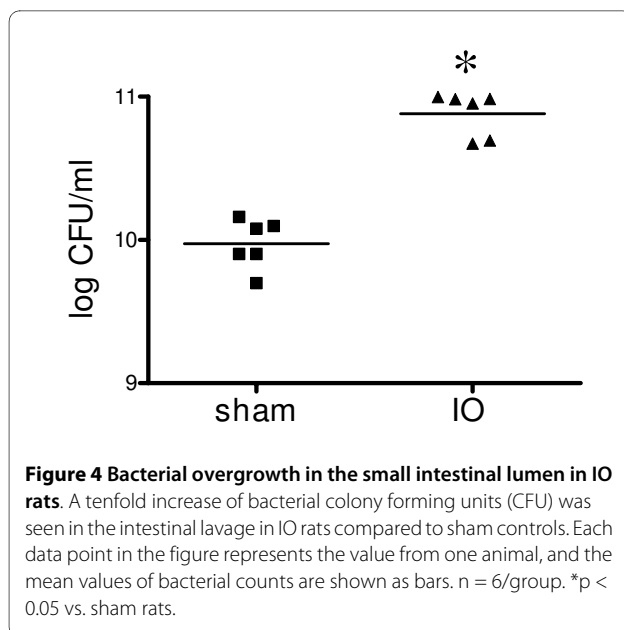 *
11
10
9
log CFU/ml
sham IO
Figure 4 Bacterial overgrowth in the small intestinal lumen in IO
rats. A tenfold increase of bacterial colony forming units (CFU) was
seen in the intestinal lavage in IO rats compared to sham controls. Each
data point in the figure represents the value from one animal, and the
mean values of bacterial counts are shown as bars. n = 6/group. *p <
0.05 vs. sham rats.